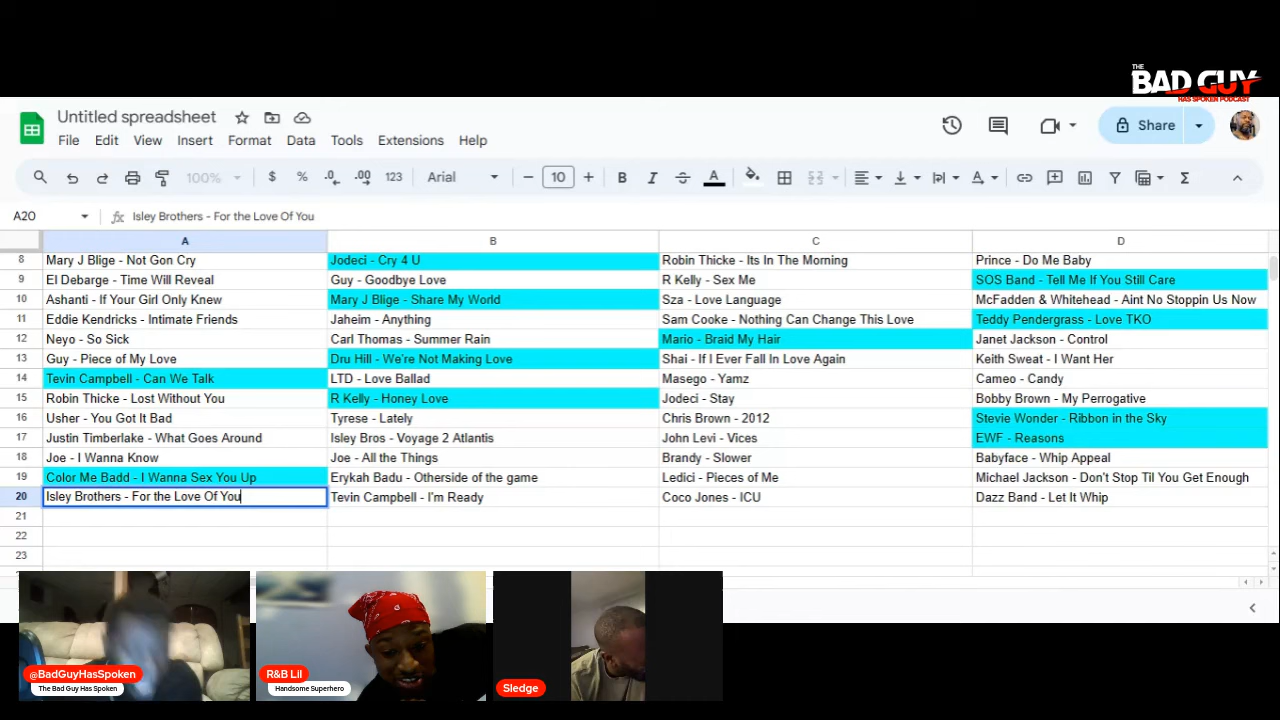 THE
BAD GUY
HAS SPOKEN PODCAST
Untitled spreadsheet
File Edit View Insert Format Data Tools Extensions Help
Share
100% $ % .0 .00 123 Arial 10 B I A Σ
A20 fx Isley Brothers - For the Love Of You
A B C D
8 Mary J Blige - Not Gon Cry Jodeci - Cry 4 U Robin Thicke - Its In The Morning Prince - Do Me Baby
9 El Debarge - Time Will Reveal Guy - Goodbye Love R Kelly - Sex Me SOS Band - Tell Me If You Still Care
10 Ashanti - If Your Girl Only Knew Mary J Blige - Share My World Sza - Love Language McFadden & Whitehead - Aint No Stoppin Us Now
11 Eddie Kendricks - Intimate Friends Jaheim - Anything Sam Cooke - Nothing Can Change This Love Teddy Pendergrass - Love TKO
12 Neyo - So Sick Carl Thomas - Summer Rain Mario - Braid My Hair Janet Jackson - Control
13 Guy - Piece of My Love Dru Hill - We're Not Making Love Shai - If I Ever Fall In Love Again Keith Sweat - I Want Her
14 Tevin Campbell - Can We Talk LTD - Love Ballad Masego - Yamz Cameo - Candy
15 Robin Thicke - Lost Without You R Kelly - Honey Love Jodeci - Stay Bobby Brown - My Perrogative
16 Usher - You Got It Bad Tyrese - Lately Chris Brown - 2012 Stevie Wonder - Ribbon in the Sky
17 Justin Timberlake - What Goes Around Isley Bros - Voyage 2 Atlantis John Levi - Vices EWF - Reasons
18 Joe - I Wanna Know Joe - All the Things Brandy - Slower Babyface - Whip Appeal
19 Color Me Badd - I Wanna Sex You Up Erykah Badu - Otherside of the game Ledici - Pieces of Me Michael Jackson - Don't Stop Til You Get Enough
20 Isley Brothers - For the Love Of You Tevin Campbell - I'm Ready Coco Jones - ICU Dazz Band - Let It Whip
21
22
23
@BadGuyHasSpoken
The Bad Guy Has Spoken
R&B Lil
Handsome Superhero
Sledge